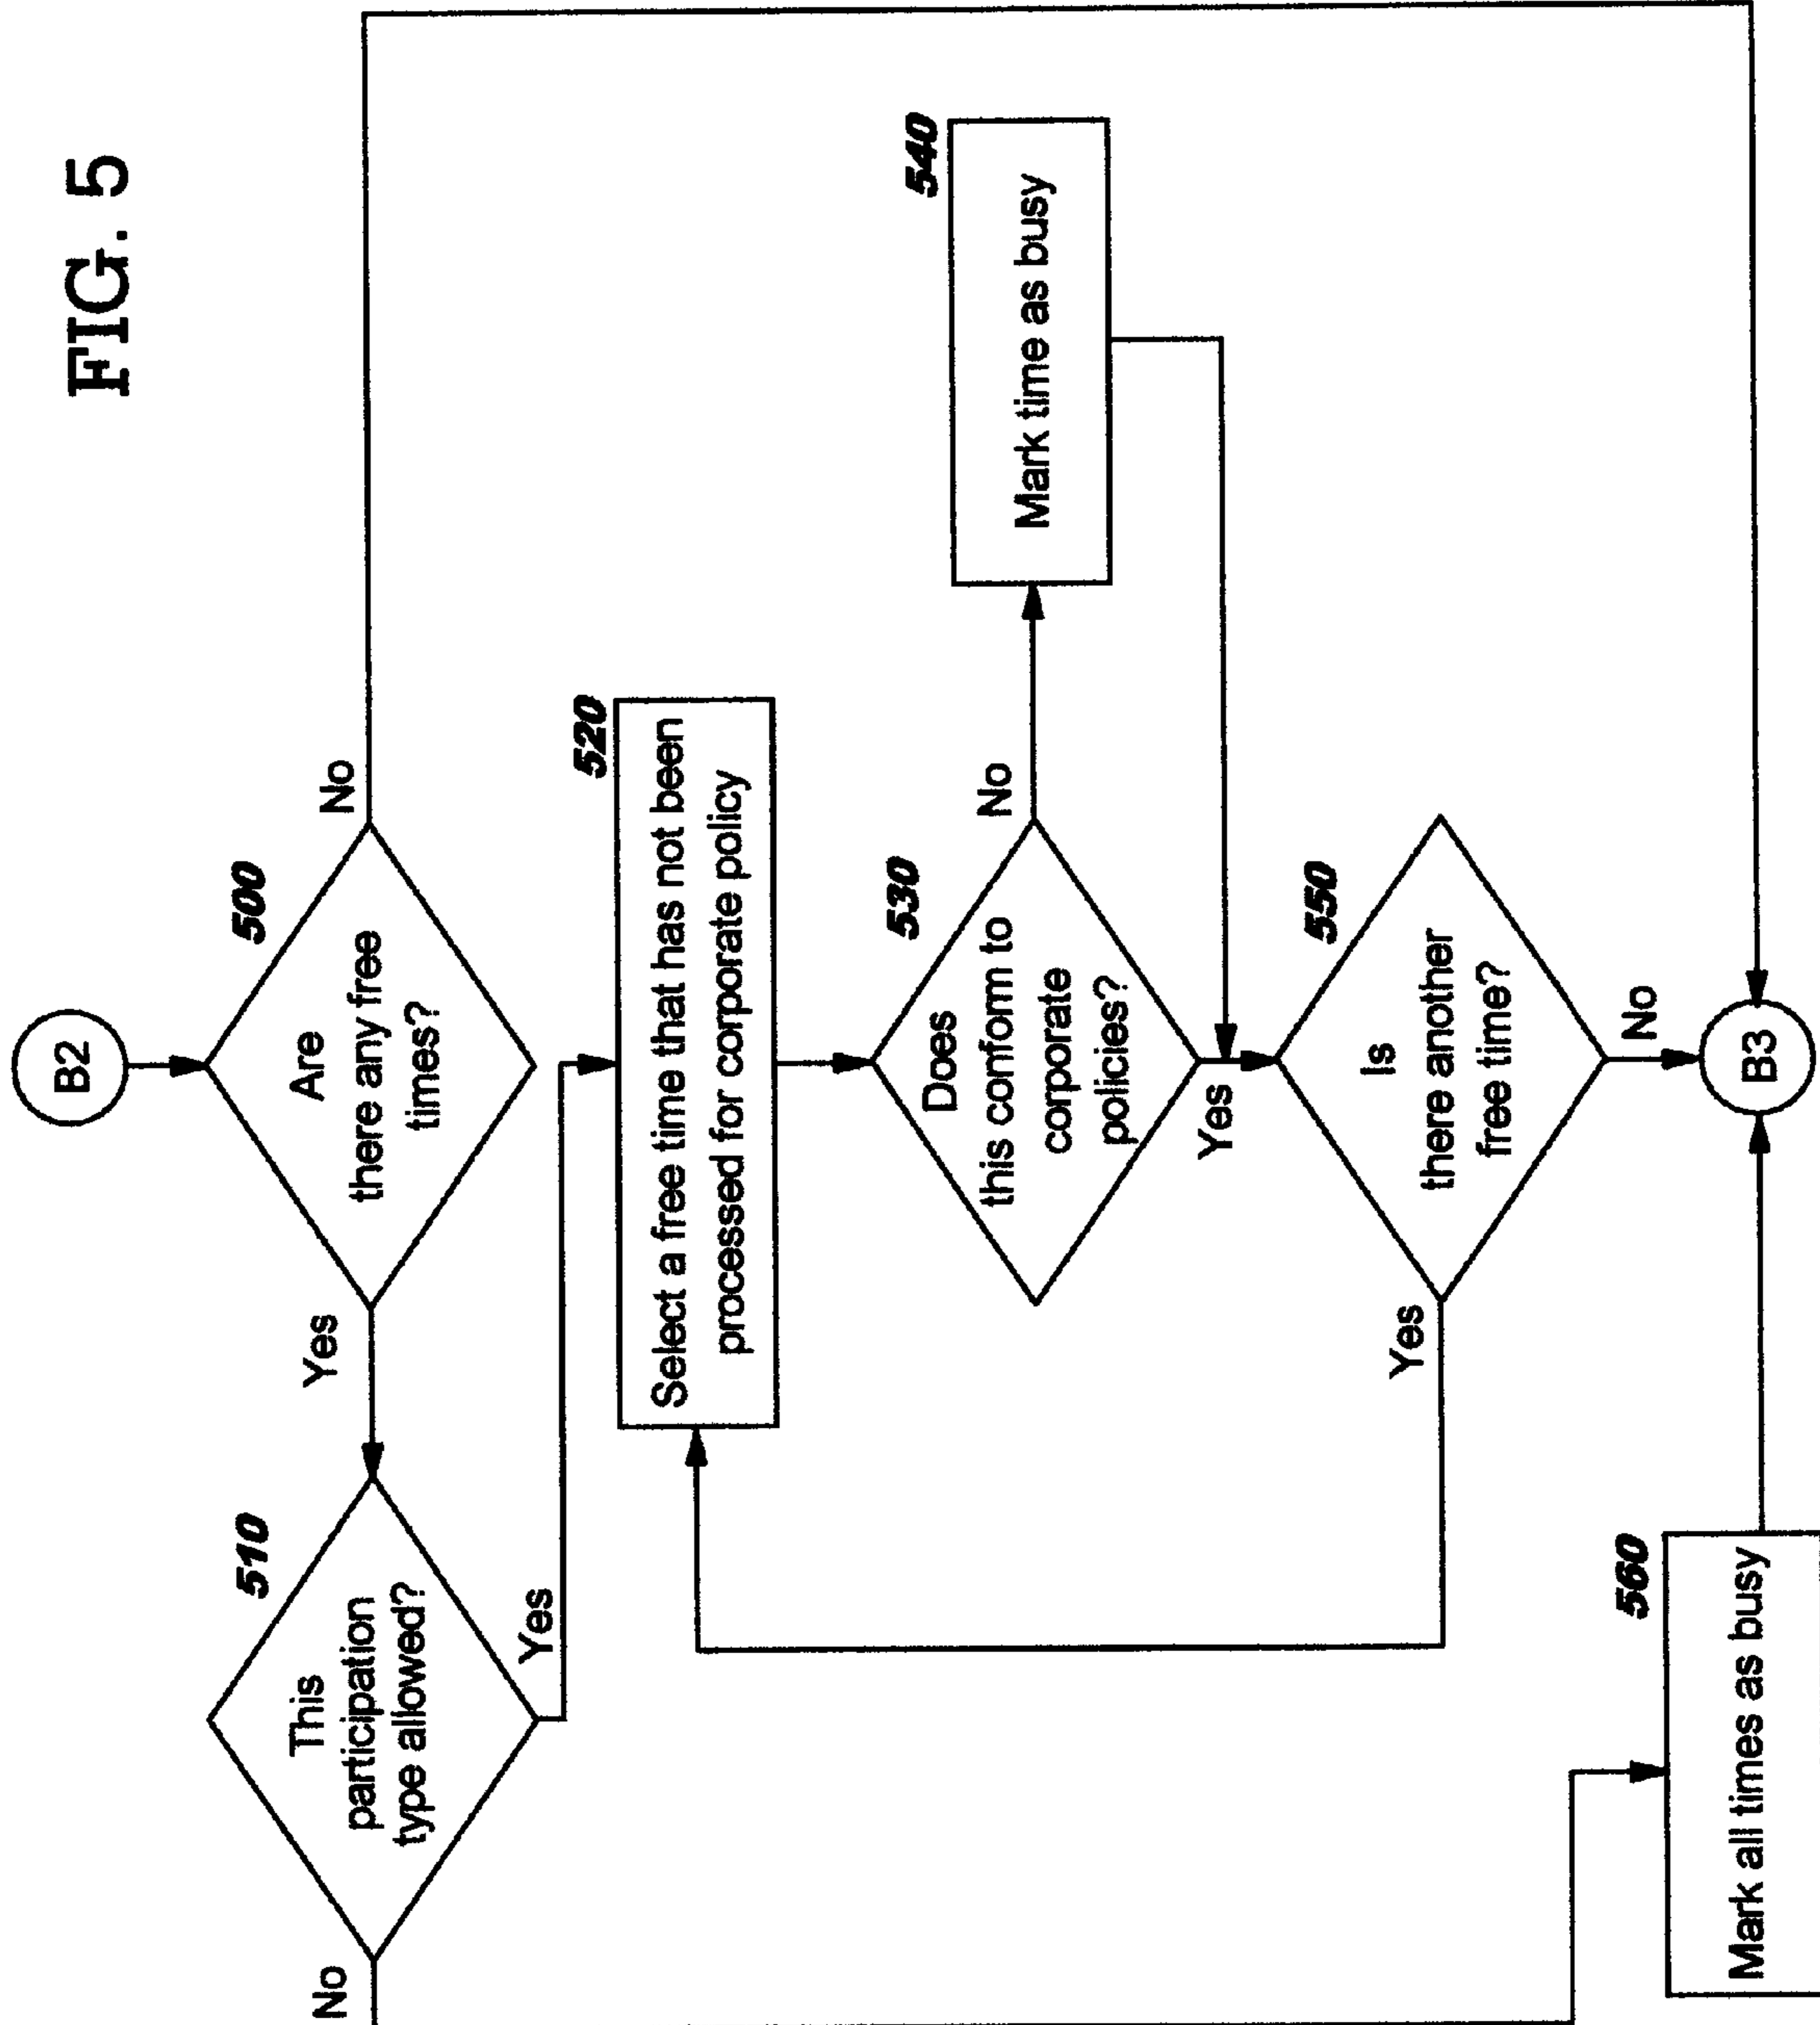 FIG. 5
B2
500
Are
there any free
times?
No
Yes
510
This
participation
type allowed?
No
Yes
520
Select a free time that has not been
processed for corporate policy
530
Does
this conform to
corporate
policies?
No
Yes
540
Mark time as busy
550
Is
there another
free time?
Yes
No
560
Mark all times as busy
B3